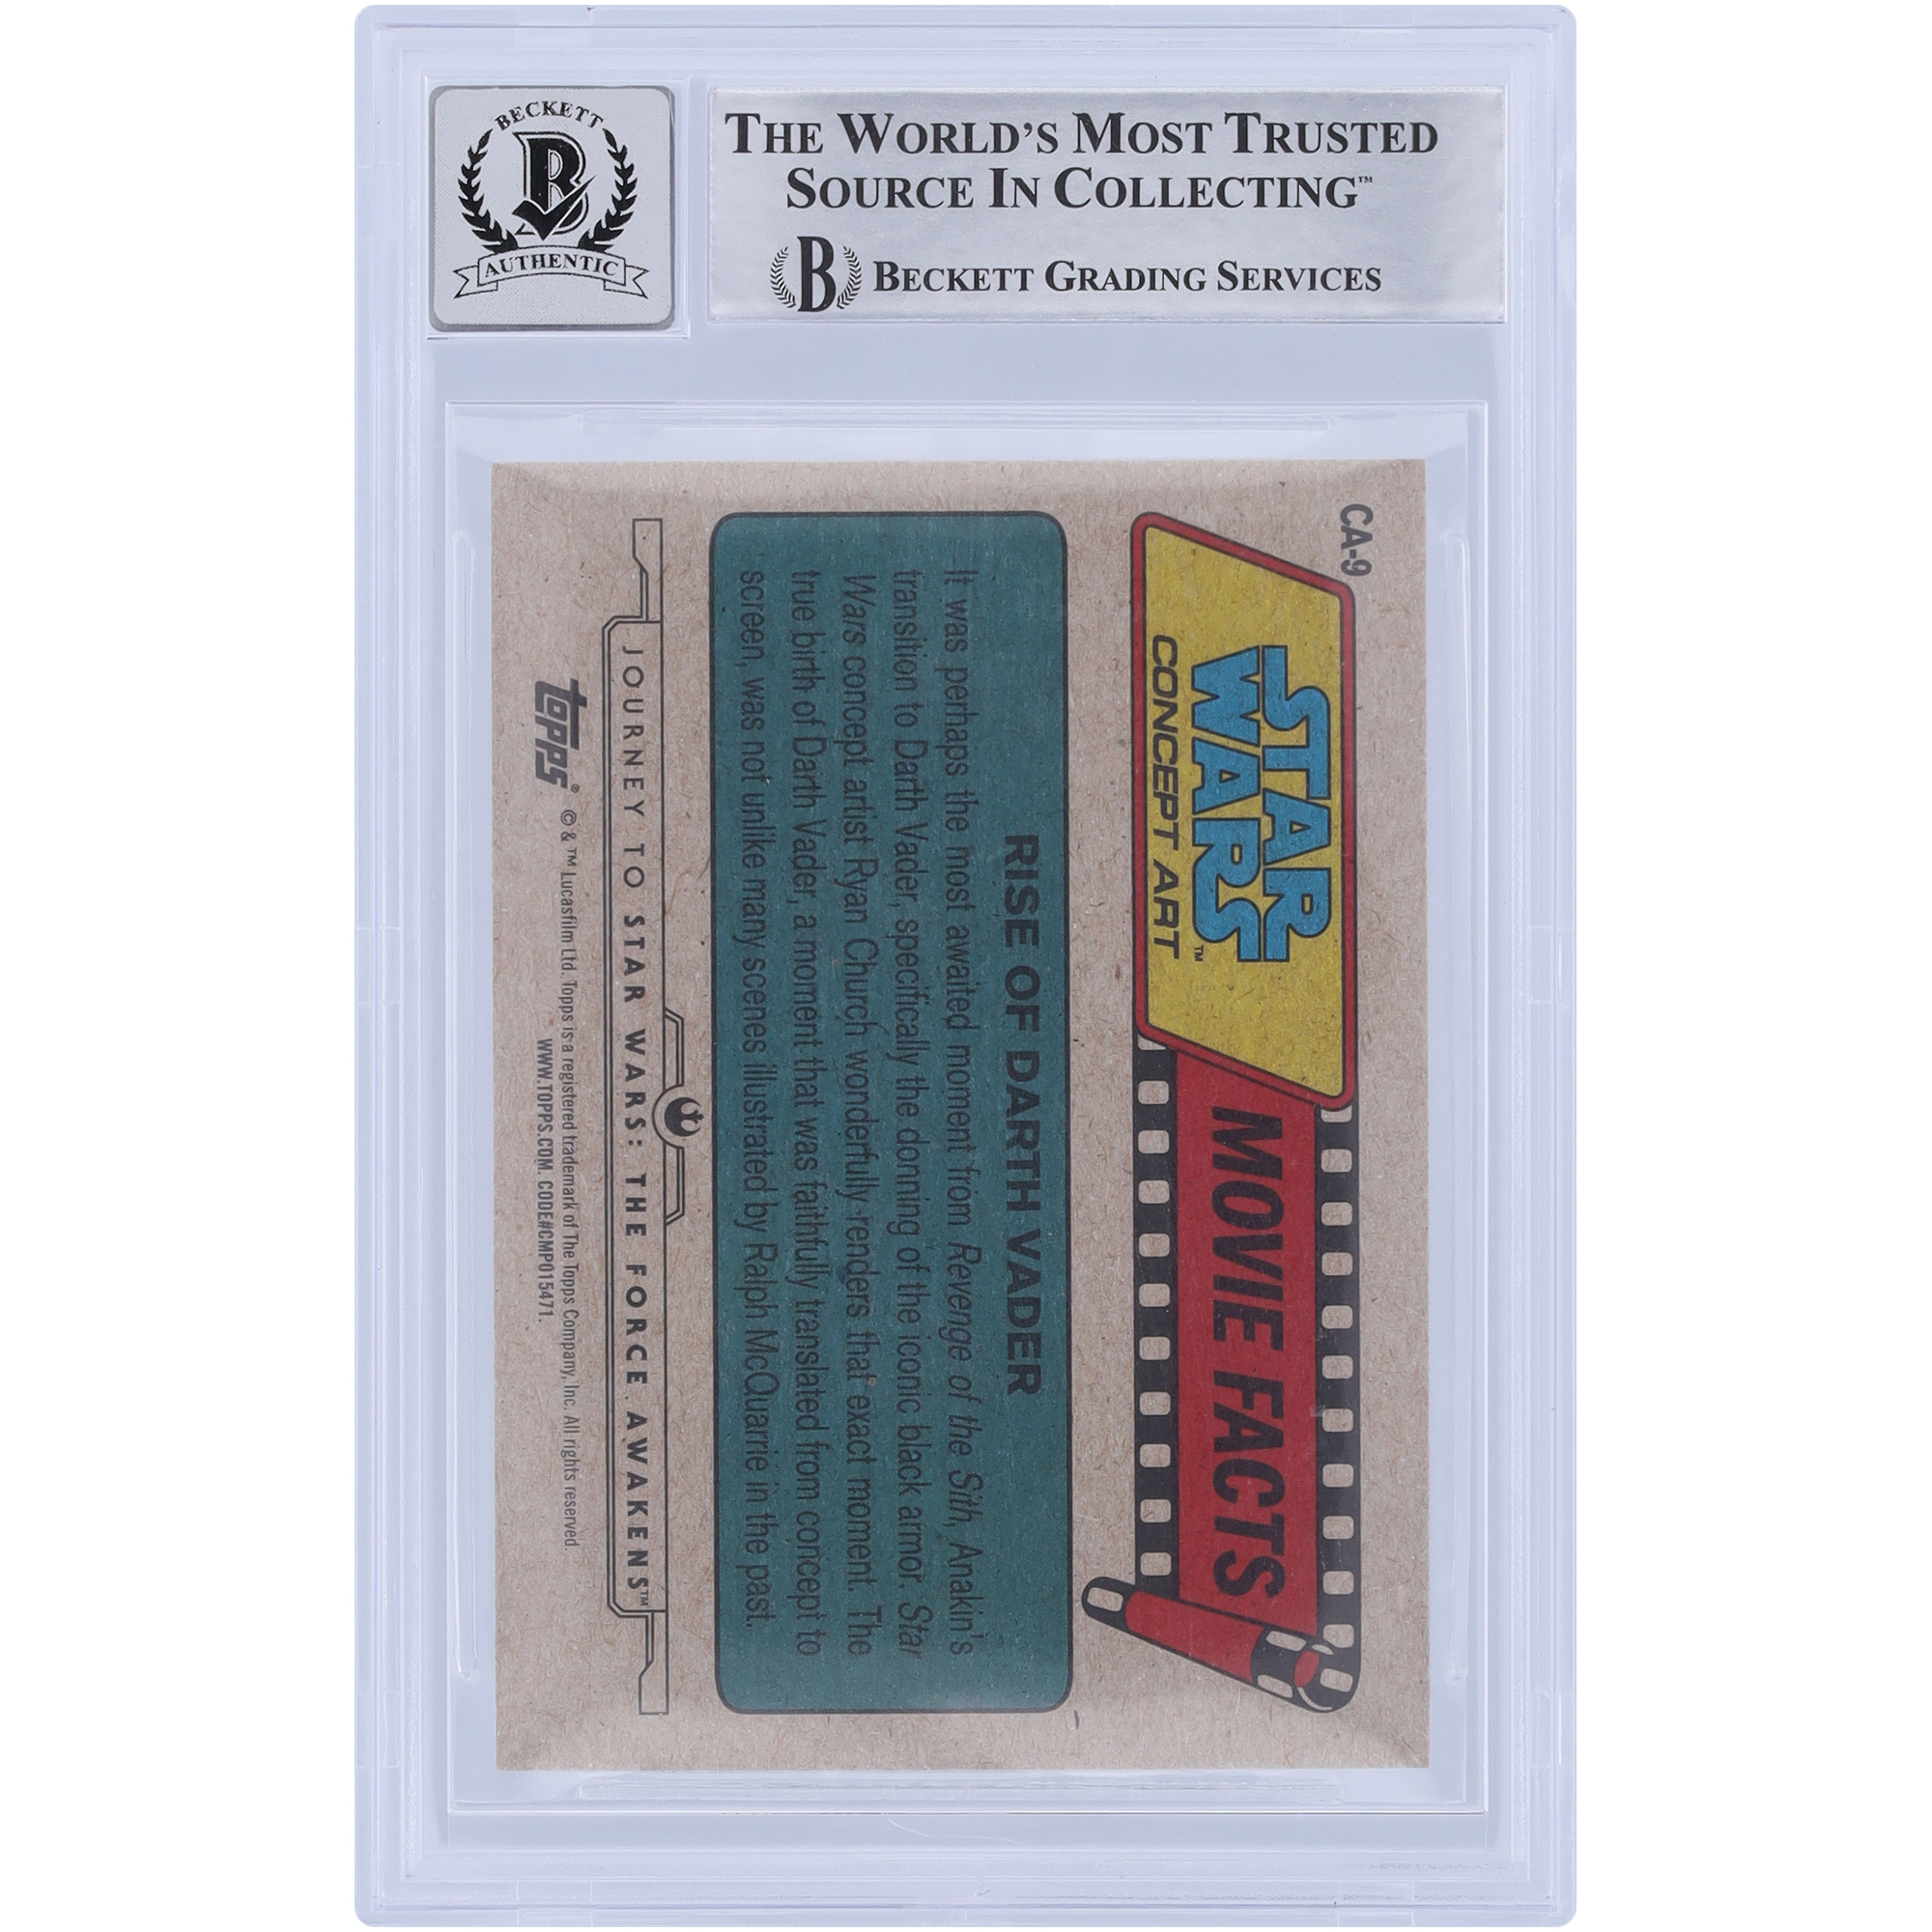 BECKETT
B
AUTHENTIC
THE WORLD'S MOST TRUSTED
SOURCE IN COLLECTING™
B BECKETT GRADING SERVICES
CA-9
STAR
WARS™
CONCEPT ART
MOVIE FACTS
RISE OF DARTH VADER
It was perhaps the most awaited moment from Revenge of the Sith, Anakin's
transition to Darth Vader, specifically the donning of the iconic black armor. Star
Wars concept artist Ryan Church wonderfully renders that exact moment. The
true birth of Darth Vader, a moment that was faithfully translated from concept to
screen, was not unlike many scenes illustrated by Ralph McQuarrie in the past.
JOURNEY TO STAR WARS: THE FORCE AWAKENS™
topps® © & ™ Lucasfilm Ltd. Topps is a registered trademark of The Topps Company, Inc. All rights reserved.
WWW.TOPPS.COM. CODE#CMP015471.